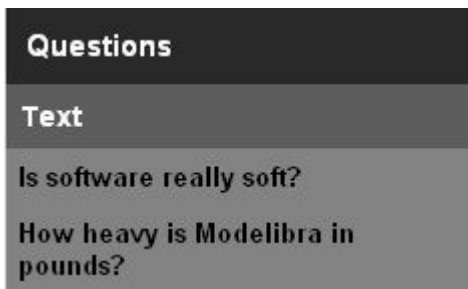 Questions
Text
Is software really soft?
How heavy is Modelibra in
pounds?